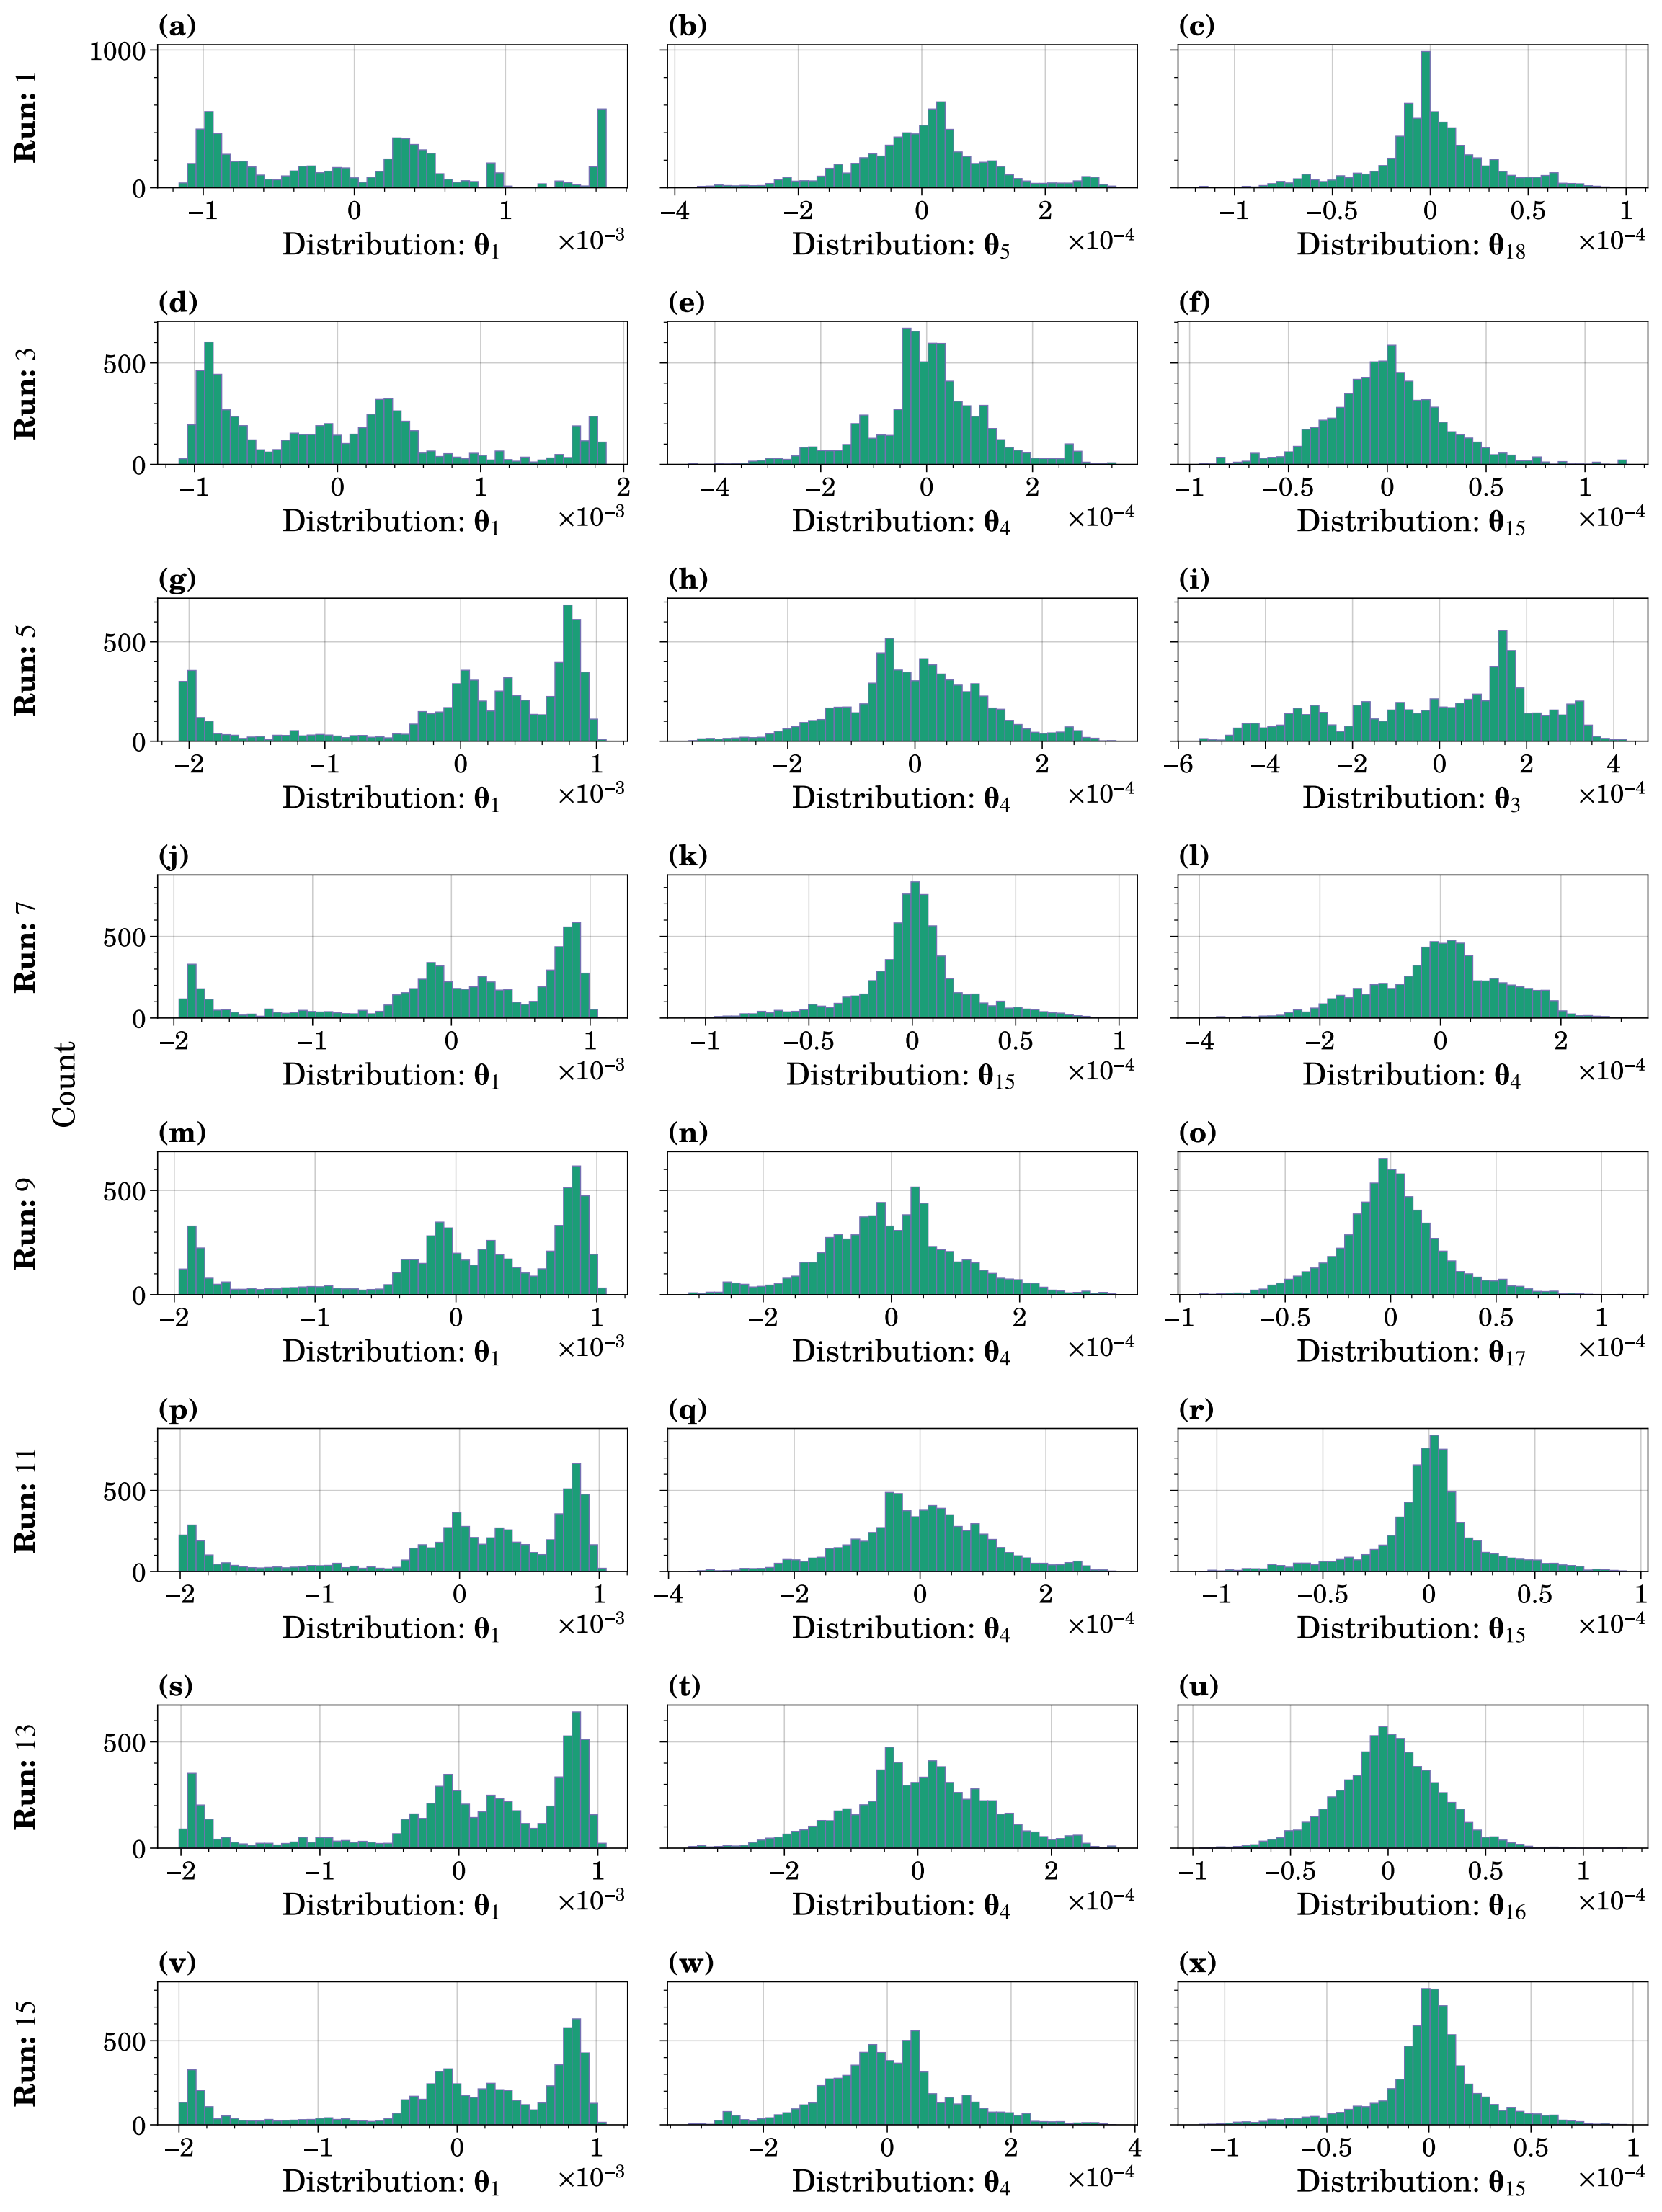 (a) (b) (c)
Run: 1
1000
0
−1 0 1
×10⁻³
Distribution: θ₁
−4 −2 0 2
×10⁻⁴
Distribution: θ₅
−1 −0.5 0 0.5 1
×10⁻⁴
Distribution: θ₁₈
(d) (e) (f)
Run: 3
500
0
−1 0 1 2
×10⁻³
Distribution: θ₁
−4 −2 0 2
×10⁻⁴
Distribution: θ₄
−1 −0.5 0 0.5 1
×10⁻⁴
Distribution: θ₁₅
(g) (h) (i)
Run: 5
500
0
−2 −1 0 1
×10⁻³
Distribution: θ₁
−2 0 2
×10⁻⁴
Distribution: θ₄
−6 −4 −2 0 2 4
×10⁻⁴
Distribution: θ₃
(j) (k) (l)
Run: 7
500
0
−2 −1 0 1
×10⁻³
Distribution: θ₁
−1 −0.5 0 0.5 1
×10⁻⁴
Distribution: θ₁₅
−4 −2 0 2
×10⁻⁴
Distribution: θ₄
Count
(m) (n) (o)
Run: 9
500
0
−2 −1 0 1
×10⁻³
Distribution: θ₁
−2 0 2
×10⁻⁴
Distribution: θ₄
−1 −0.5 0 0.5 1
×10⁻⁴
Distribution: θ₁₇
(p) (q) (r)
Run: 11
500
0
−2 −1 0 1
×10⁻³
Distribution: θ₁
−4 −2 0 2
×10⁻⁴
Distribution: θ₄
−1 −0.5 0 0.5 1
×10⁻⁴
Distribution: θ₁₅
(s) (t) (u)
Run: 13
500
0
−2 −1 0 1
×10⁻³
Distribution: θ₁
−2 0 2
×10⁻⁴
Distribution: θ₄
−1 −0.5 0 0.5 1
×10⁻⁴
Distribution: θ₁₆
(v) (w) (x)
Run: 15
500
0
−2 −1 0 1
×10⁻³
Distribution: θ₁
−2 0 2 4
×10⁻⁴
Distribution: θ₄
−1 −0.5 0 0.5 1
×10⁻⁴
Distribution: θ₁₅